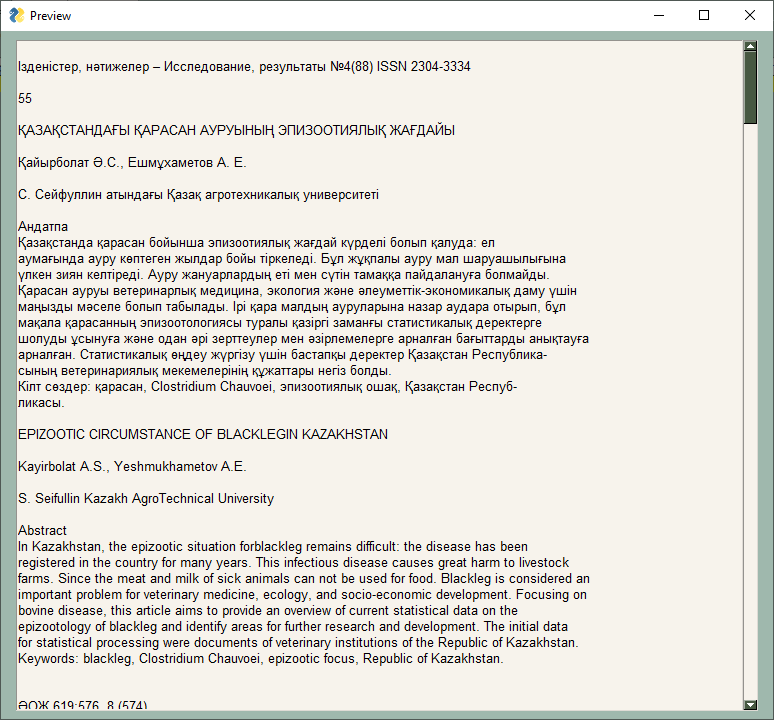 Preview
Ізденістер, нәтижелер – Исследование, результаты №4(88) ISSN 2304-3334
55
ҚАЗАҚСТАНДАҒЫ ҚАРАСАН АУРУЫНЫҢ ЭПИЗООТИЯЛЫҚ ЖАҒДАЙЫ
Қайырболат Ә.С., Ешмұхаметов А. Е.
С. Сейфуллин атындағы Қазақ агротехникалық университеті
Андатпа
Қазақстанда қарасан бойынша эпизоотиялық жағдай күрделі болып қалуда: ел
аумағында ауру көптеген жылдар бойы тіркеледі. Бұл жұқпалы ауру мал шаруашылығына
үлкен зиян келтіреді. Ауру жануарлардың еті мен сүтін тамаққа пайдалануға болмайды.
Қарасан ауруы ветеринарлық медицина, экология және әлеуметтік-экономикалық даму үшін
маңызды мәселе болып табылады. Ірі қара малдың ауруларына назар аудара отырып, бұл
мақала қарасанның эпизоотологиясы туралы қазіргі заманғы статистикалық деректерге
шолуды ұсынуға және одан әрі зерттеулер мен әзірлемелерге арналған бағыттарды анықтауға
арналған. Статистикалық өңдеу жүргізу үшін бастапқы деректер Қазақстан Республика-
сының ветеринариялық мекемелерінің құжаттары негіз болды.
Кілт сөздер: қарасан, Clostridium Chauvoei, эпизоотиялық ошақ, Қазақстан Респуб-
ликасы.
EPIZOOTIC CIRCUMSTANCE OF BLACKLEGIN KAZAKHSTAN
Kayirbolat A.S., Yeshmukhametov A.E.
S. Seifullin Kazakh AgroTechnical University
Abstract
In Kazakhstan, the epizootic situation forblackleg remains difficult: the disease has been
registered in the country for many years. This infectious disease causes great harm to livestock
farms. Since the meat and milk of sick animals can not be used for food. Blackleg is considered an
important problem for veterinary medicine, ecology, and socio-economic development. Focusing on
bovine disease, this article aims to provide an overview of current statistical data on the
epizootology of blackleg and identify areas for further research and development. The initial data
for statistical processing were documents of veterinary institutions of the Republic of Kazakhstan.
Keywords: blackleg, Clostridium Chauvoei, epizootic focus, Republic of Kazakhstan.
ӘОЖ 619:576. 8 (574)